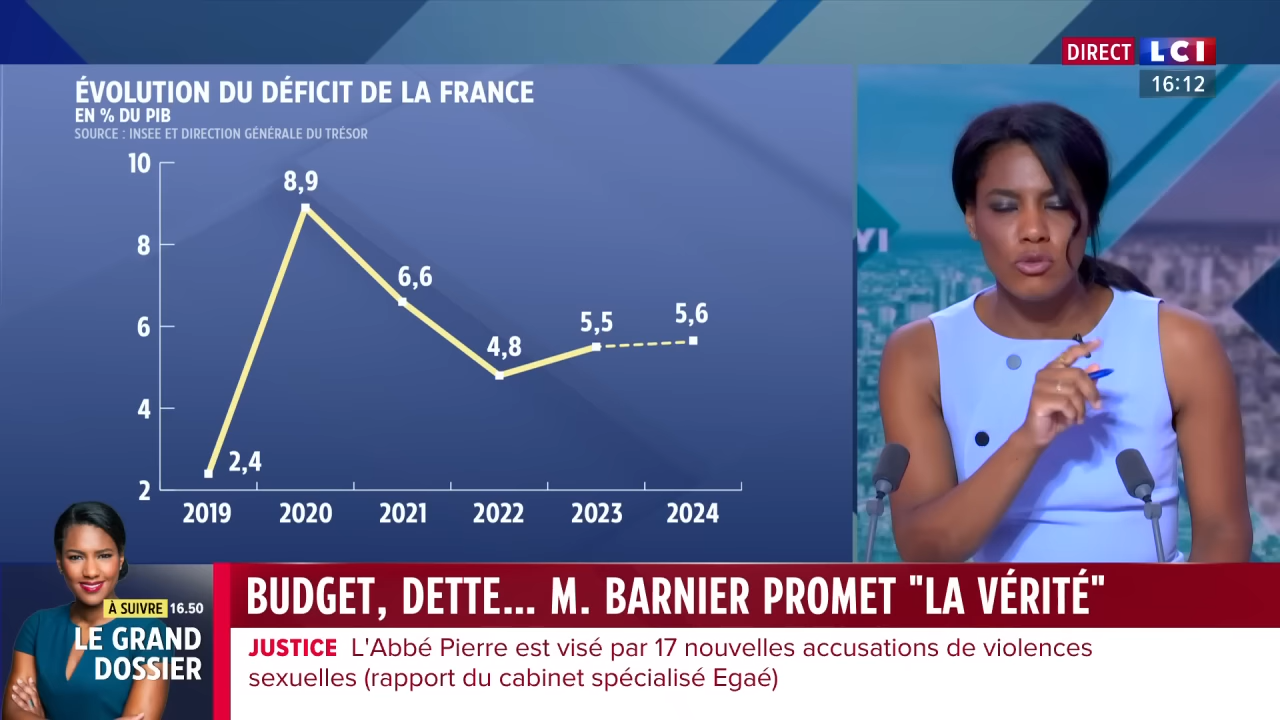 DIRECT LCI
16:12
ÉVOLUTION DU DÉFICIT DE LA FRANCE
EN % DU PIB
SOURCE : INSEE ET DIRECTION GÉNÉRALE DU TRÉSOR
10
8
6
4
2
8,9
6,6
4,8
5,5
5,6
2,4
2019 2020 2021 2022 2023 2024
YI
À SUIVRE 16.50
LE GRAND
DOSSIER
BUDGET, DETTE... M. BARNIER PROMET "LA VÉRITÉ"
JUSTICE L'Abbé Pierre est visé par 17 nouvelles accusations de violences
sexuelles (rapport du cabinet spécialisé Egaé)